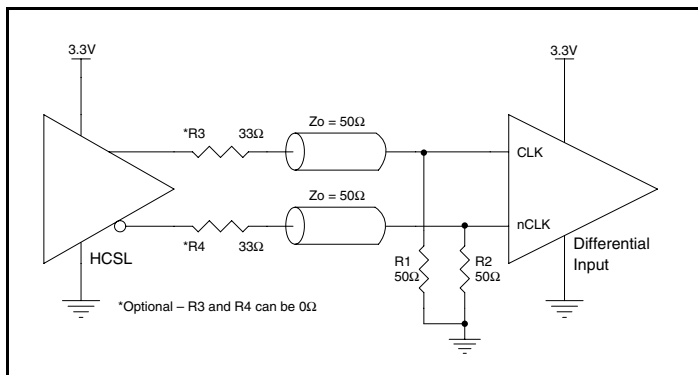 3.3V
3.3V
*R3
33Ω
Zo = 50Ω
CLK
Zo = 50Ω
nCLK
*R4
33Ω
HCSL
R1
50Ω
R2
50Ω
Differential
Input
*Optional – R3 and R4 can be 0Ω